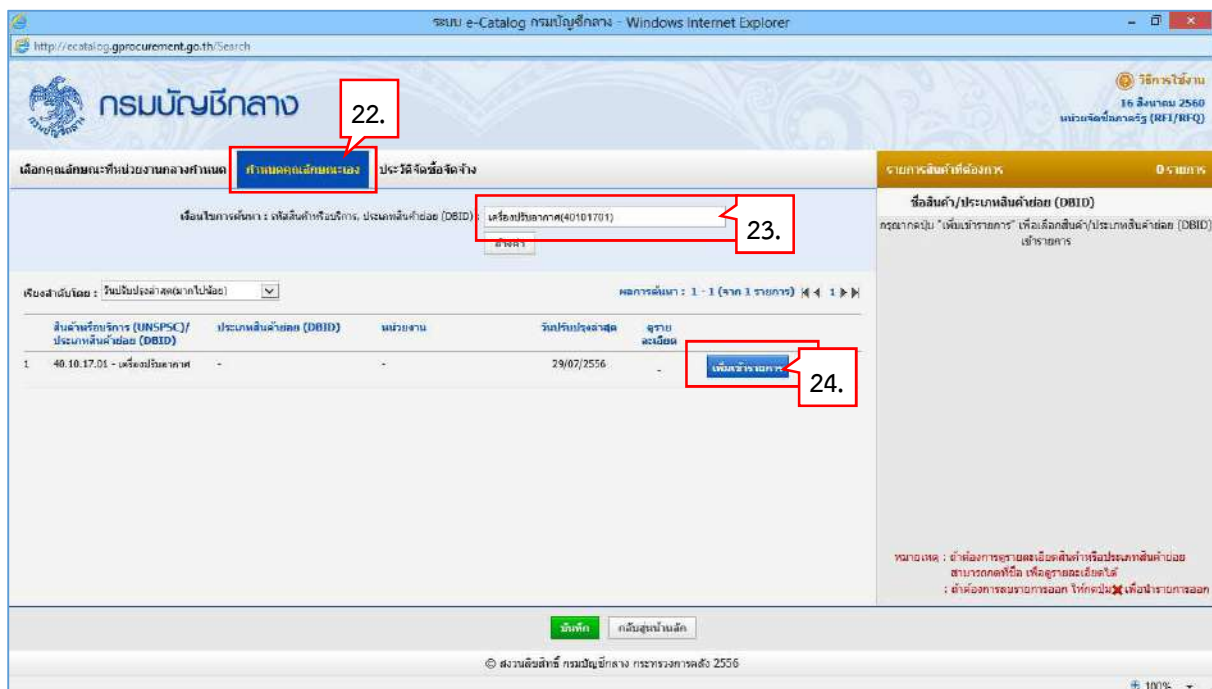 ระบบ e-Catalog กรมบัญชีกลาง - Windows Internet Explorer
http://ecatalog.gprocurement.go.th/Search
กรมบัญชีกลาง
วิธีการใช้งาน
16 สิงหาคม 2560
หน่วยจัดซื้อภาครัฐ (RFI/RFQ)
22.
เลือกคุณลักษณะที่หน่วยงานกลางกำหนด กำหนดคุณลักษณะเอง ประวัติจัดซื้อจัดจ้าง
รายการสินค้าที่ต้องการ 0 รายการ
เงื่อนไขการค้นหา : รหัสสินค้าหรือบริการ, ประเภทสินค้าย่อย (DBID) : เครื่องปรับอากาศ(40101701)
23.
ล้างค่า
ชื่อสินค้า/ประเภทสินค้าย่อย (DBID)
กรุณากดปุ่ม "เพิ่มเข้ารายการ" เพื่อเลือกสินค้า/ประเภทสินค้าย่อย (DBID)
เข้ารายการ
เรียงลำดับโดย : วันปรับปรุงล่าสุด(มากไปน้อย)
ผลการค้นหา : 1 - 1 (จาก 1 รายการ) 1
สินค้าหรือบริการ (UNSPSC)/ ประเภทสินค้าย่อย (DBID) หน่วยงาน วันปรับปรุงล่าสุด ดูราย
ประเภทสินค้าย่อย (DBID) ละเอียด
1 40.10.17.01 - เครื่องปรับอากาศ - - 29/07/2556 - เพิ่มเข้ารายการ
24.
หมายเหตุ : ถ้าต้องการดูรายละเอียดสินค้าหรือประเภทสินค้าย่อย
สามารถกดที่ชื่อ เพื่อดูรายละเอียดได้
: ถ้าต้องการลบรายการออก ให้กดปุ่ม เพื่อนำรายการออก
บันทึก กลับสู่หน้าหลัก
© สงวนลิขสิทธิ์ กรมบัญชีกลาง กระทรวงการคลัง 2556
100%